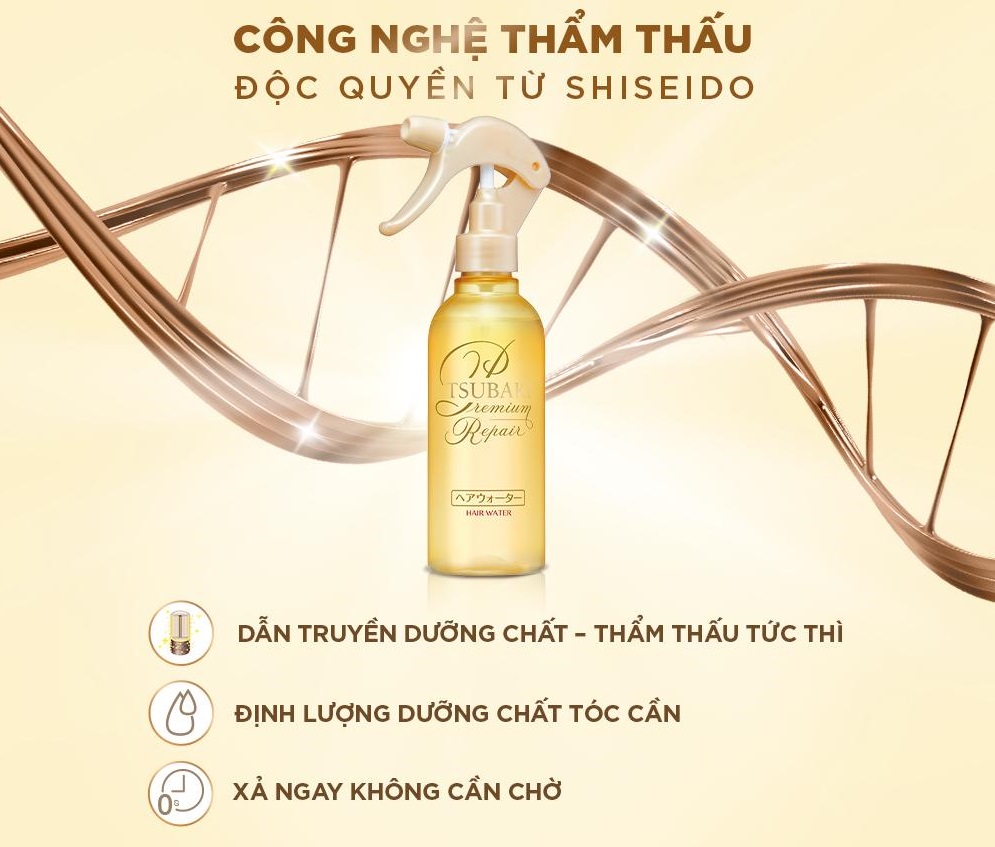 CÔNG NGHỆ THẨM THẤU
ĐỘC QUYỀN TỪ SHISEIDO
TSUBAKI
Premium
Repair
ヘアウォーター
HAIR WATER
DẪN TRUYỀN DƯỠNG CHẤT – THẨM THẤU TỨC THÌ
ĐỊNH LƯỢNG DƯỠNG CHẤT TÓC CẦN
0s
XẢ NGAY KHÔNG CẦN CHỜ